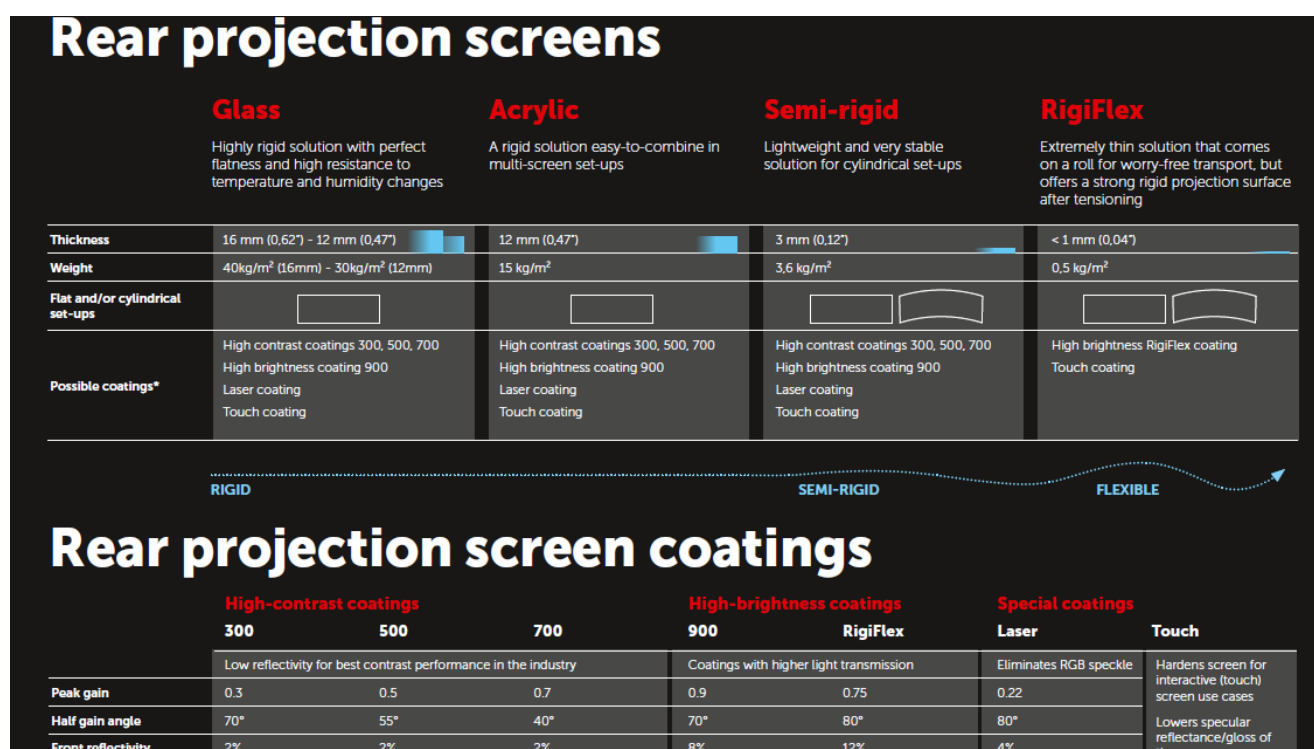 Rear projection screens
Glass Acrylic Semi-rigid RigiFlex
Highly rigid solution with perfect
flatness and high resistance to
temperature and humidity changes
A rigid solution easy-to-combine in
multi-screen set-ups
Lightweight and very stable
solution for cylindrical set-ups
Extremely thin solution that comes
on a roll for worry-free transport, but
offers a strong rigid projection surface
after tensioning
Thickness 16 mm (0,62") - 12 mm (0,47") 12 mm (0,47") 3 mm (0,12") < 1 mm (0,04")
Weight 40kg/m² (16mm) - 30kg/m² (12mm) 15 kg/m² 3,6 kg/m² 0,5 kg/m²
Flat and/or cylindrical
set-ups
Possible coatings*
High contrast coatings 300, 500, 700
High brightness coating 900
Laser coating
Touch coating
High contrast coatings 300, 500, 700
High brightness coating 900
Laser coating
Touch coating
High contrast coatings 300, 500, 700
High brightness coating 900
Laser coating
Touch coating
High brightness RigiFlex coating
Touch coating
RIGID SEMI-RIGID FLEXIBLE
Rear projection screen coatings
High-contrast coatings High-brightness coatings Special coatings
300 500 700 900 RigiFlex Laser Touch
Low reflectivity for best contrast performance in the industry Coatings with higher light transmission Eliminates RGB speckle
Peak gain 0.3 0.5 0.7 0.9 0.75 0.22
Half gain angle 70° 55° 40° 70° 80° 80°
Front reflectivity 2% 2% 2% 8% 12% 4%
Hardens screen for
interactive (touch)
screen use cases
Lowers specular
reflectance/gloss of